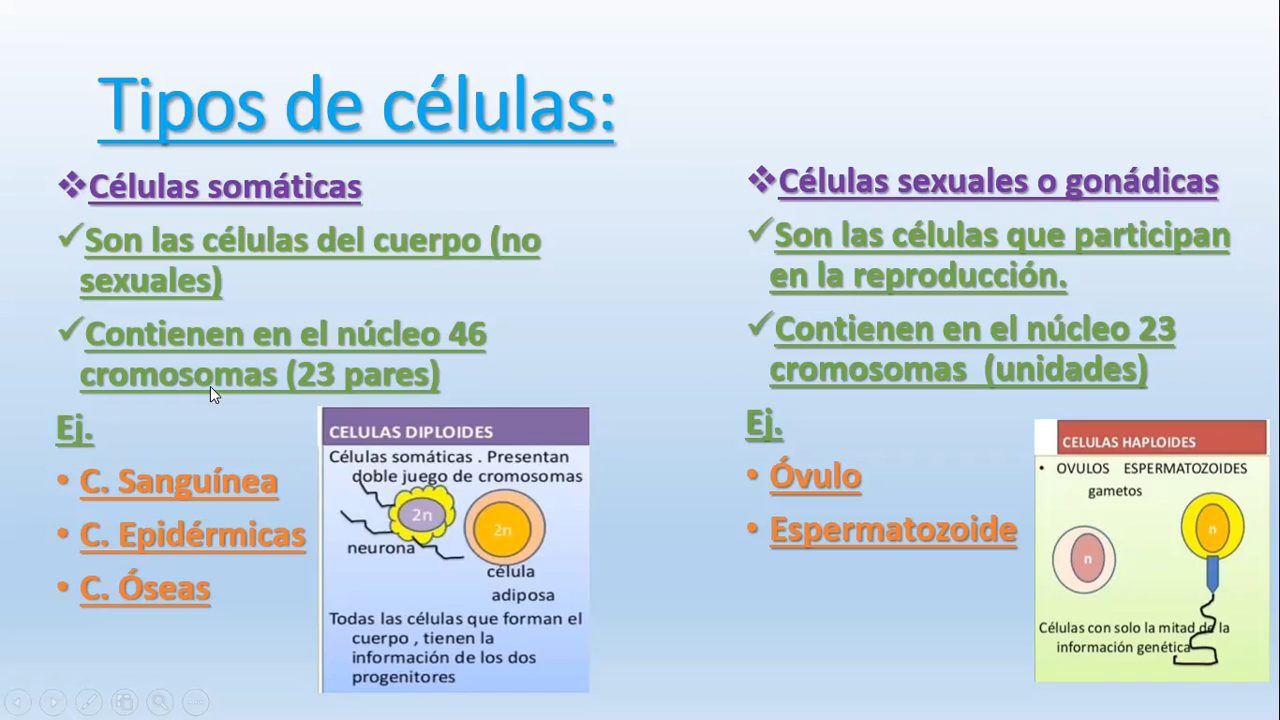 Tipos de células:
Células somáticas
Son las células del cuerpo (no
sexuales)
Contienen en el núcleo 46
cromosomas (23 pares)
Ej.
• C. Sanguínea
• C. Epidérmicas
• C. Óseas
CELULAS DIPLOIDES
Células somáticas . Presentan
doble juego de cromosomas
2n
2n
neurona
célula
adiposa
Todas las células que forman el
cuerpo , tienen la
información de los dos
progenitores
Células sexuales o gonádicas
Son las células que participan
en la reproducción.
Contienen en el núcleo 23
cromosomas (unidades)
Ej.
• Óvulo
• Espermatozoide
CELULAS HAPLOIDES
• OVULOS ESPERMATOZOIDES
gametos
n
n
Células con solo la mitad de la
información genética